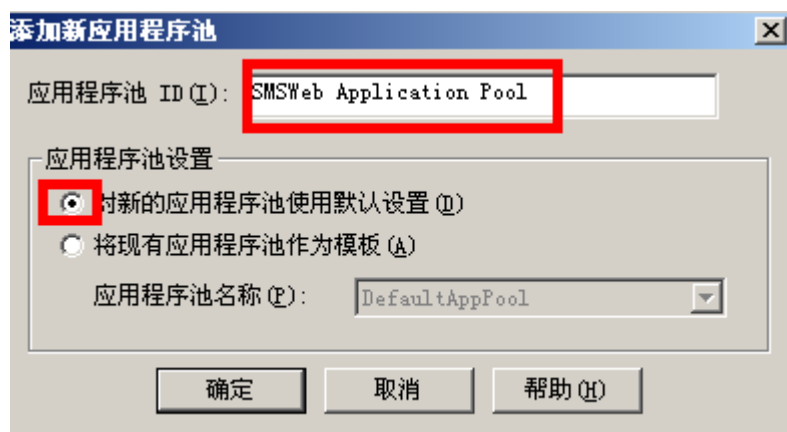 添加新应用程序池
应用程序池 ID(I): SMSWeb Application Pool
应用程序池设置
对新的应用程序池使用默认设置(D)
将现有应用程序池作为模板(A)
应用程序池名称(P): DefaultAppPool
确定 取消 帮助(H)